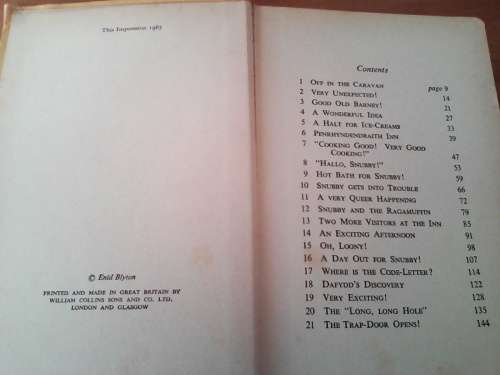 This Impression 1967
© Enid Blyton
PRINTED AND MADE IN GREAT BRITAIN BY
WILLIAM COLLINS SONS AND CO. LTD.
LONDON AND GLASGOW
Contents
1 Off in the Caravan page 9
2 Very Unexpected! 14
3 Good Old Barney! 21
4 A Wonderful Idea 27
5 A Halt for Ice-Creams 33
6 Penrhyndendraith Inn 39
7 "Cooking Good! Very Good
Cooking!" 47
8 "Hallo, Snubby!" 53
9 Hot Bath for Snubby! 59
10 Snubby gets into Trouble 66
11 A very Queer Happening 72
12 Snubby and the Ragamuffin 79
13 Two More Visitors at the Inn 85
14 An Exciting Afternoon 91
15 Oh, Loony! 98
16 A Day Out for Snubby! 107
17 Where is the Code-Letter? 114
18 Dafydd's Discovery 122
19 Very Exciting! 128
20 The "Long, Long Hole" 135
21 The Trap-Door Opens! 144